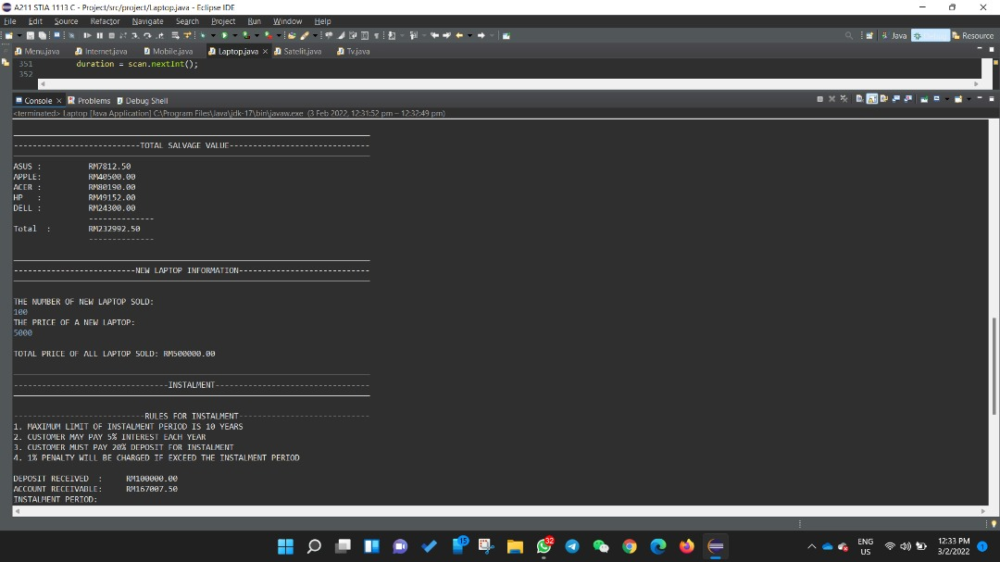 A211 STIA 1113 C - Project/src/project/Laptop.java - Eclipse IDE
File Edit Source Refactor Navigate Search Project Run Window Help
Java Resource
Menu.java Internet.java Mobile.java Laptop.java Satelit.java Tv.java
351 duration = scan.nextInt();
352
Console Problems Debug Shell
<terminated> Laptop [Java Application] C:\Program Files\Java\jdk-17\bin\javaw.exe (3 Feb 2022, 12:31:52 pm – 12:32:49 pm)
---------------------------TOTAL SALVAGE VALUE------------------------------
ASUS : RM7812.50
APPLE: RM40500.00
ACER : RM80190.00
HP : RM49152.00
DELL : RM24300.00
--------------
Total : RM232992.50
--------------
--------------------------NEW LAPTOP INFORMATION----------------------------
THE NUMBER OF NEW LAPTOP SOLD:
100
THE PRICE OF A NEW LAPTOP:
5000
TOTAL PRICE OF ALL LAPTOP SOLD: RM500000.00
---------------------------------INSTALMENT---------------------------------
----------------------------RULES FOR INSTALMENT----------------------------
1. MAXIMUM LIMIT OF INSTALMENT PERIOD IS 10 YEARS
2. CUSTOMER MAY PAY 5% INTEREST EACH YEAR
3. CUSTOMER MUST PAY 20% DEPOSIT FOR INSTALMENT
4. 1% PENALTY WILL BE CHARGED IF EXCEED THE INSTALMENT PERIOD
DEPOSIT RECEIVED : RM100000.00
ACCOUNT RECEIVABLE: RM167007.50
INSTALMENT PERIOD:
15 32 ENG 12:33 PM 1
US 3/2/2022